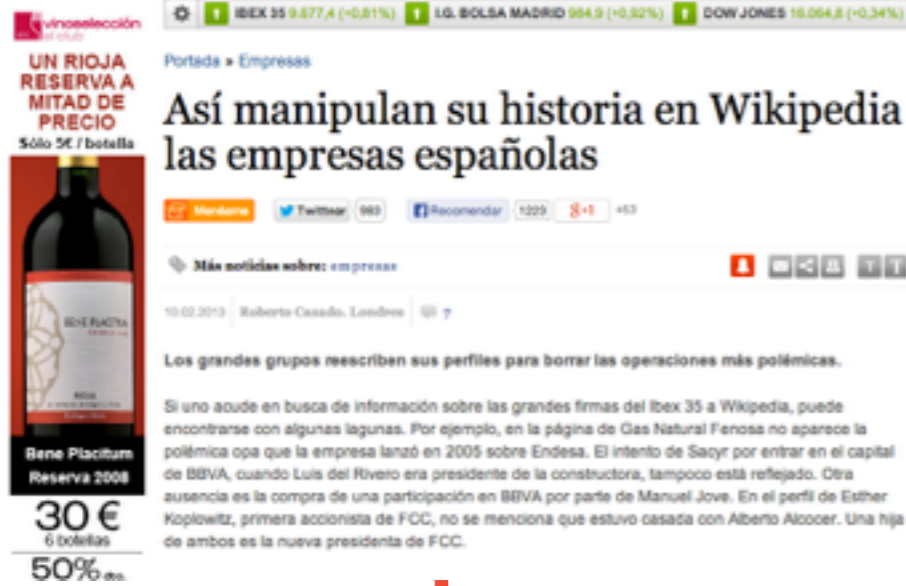 vinoselección
el club
UN RIOJA
RESERVA A
MITAD DE
PRECIO
Sólo 5€ / botella
BENE PLACITUM
RIOJA
Bene Placitum
Reserva 2008
30 €
6 botellas
50% dto.
IBEX 35 9.877,4 (+0,81%) I.G. BOLSA MADRID 984,9 (+0,92%) DOW JONES 16.064,8 (+0,34%)
Portada » Empresas
Así manipulan su historia en Wikipedia
las empresas españolas
Menéame Twittear 983 Recomendar 1223 g+1 +53
Más noticias sobre: empresas
10.02.2013 Roberto Casado. Londres 7
Los grandes grupos reescriben sus perfiles para borrar las operaciones más polémicas.
Si uno acude en busca de información sobre las grandes firmas del Ibex 35 a Wikipedia, puede
encontrarse con algunas lagunas. Por ejemplo, en la página de Gas Natural Fenosa no aparece la
polémica opa que la empresa lanzó en 2005 sobre Endesa. El intento de Sacyr por entrar en el capital
de BBVA, cuando Luis del Rivero era presidente de la constructora, tampoco está reflejado. Otra
ausencia es la compra de una participación en BBVA por parte de Manuel Jove. En el perfil de Esther
Koplowitz, primera accionista de FCC, no se menciona que estuvo casada con Alberto Alcocer. Una hija
de ambos es la nueva presidenta de FCC.